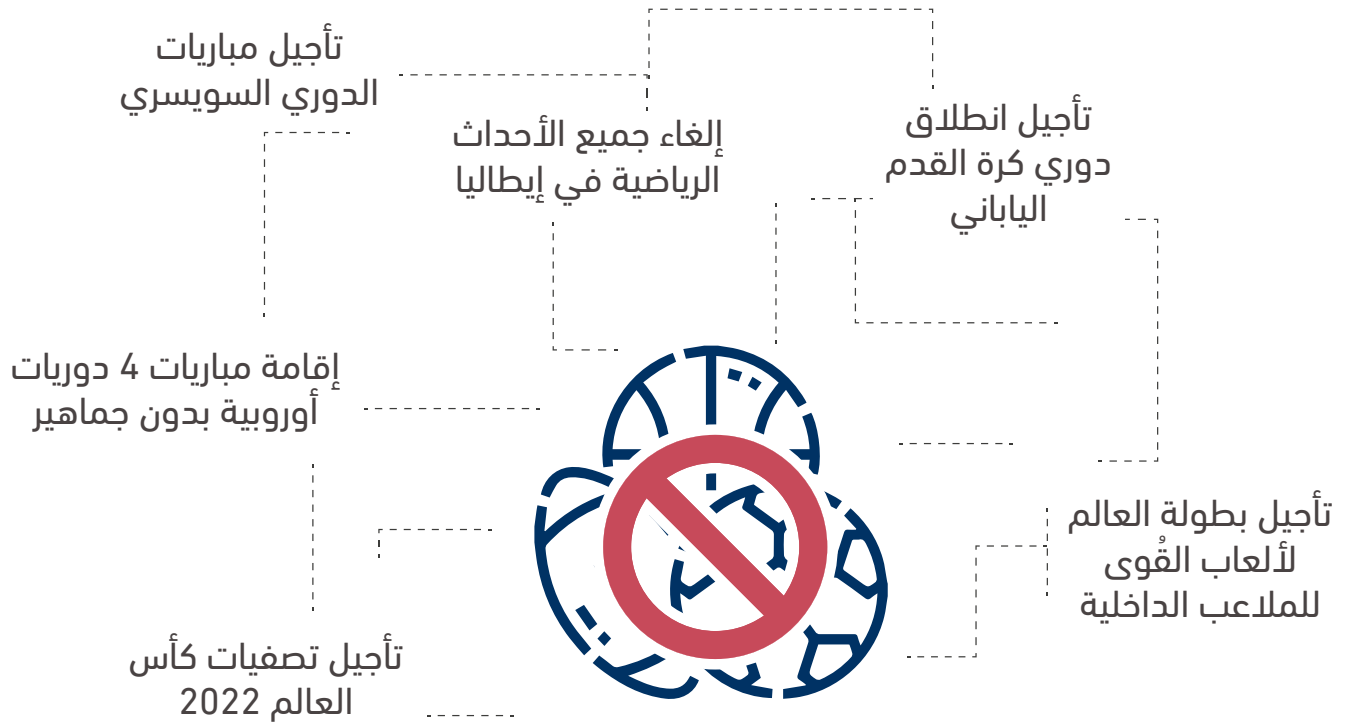 تأجيل انطلاق
دوري كرة القدم
الياباني
إلغاء جميع الأحداث
الرياضية في إيطاليا
تأجيل مباريات
الدوري السويسري
إقامة مباريات 4 دوريات
أوروبية بدون جماهير
تأجيل تصفيات كأس
العالم 2022
تأجيل بطولة العالم
لألعاب القُوى
للملاعب الداخلية